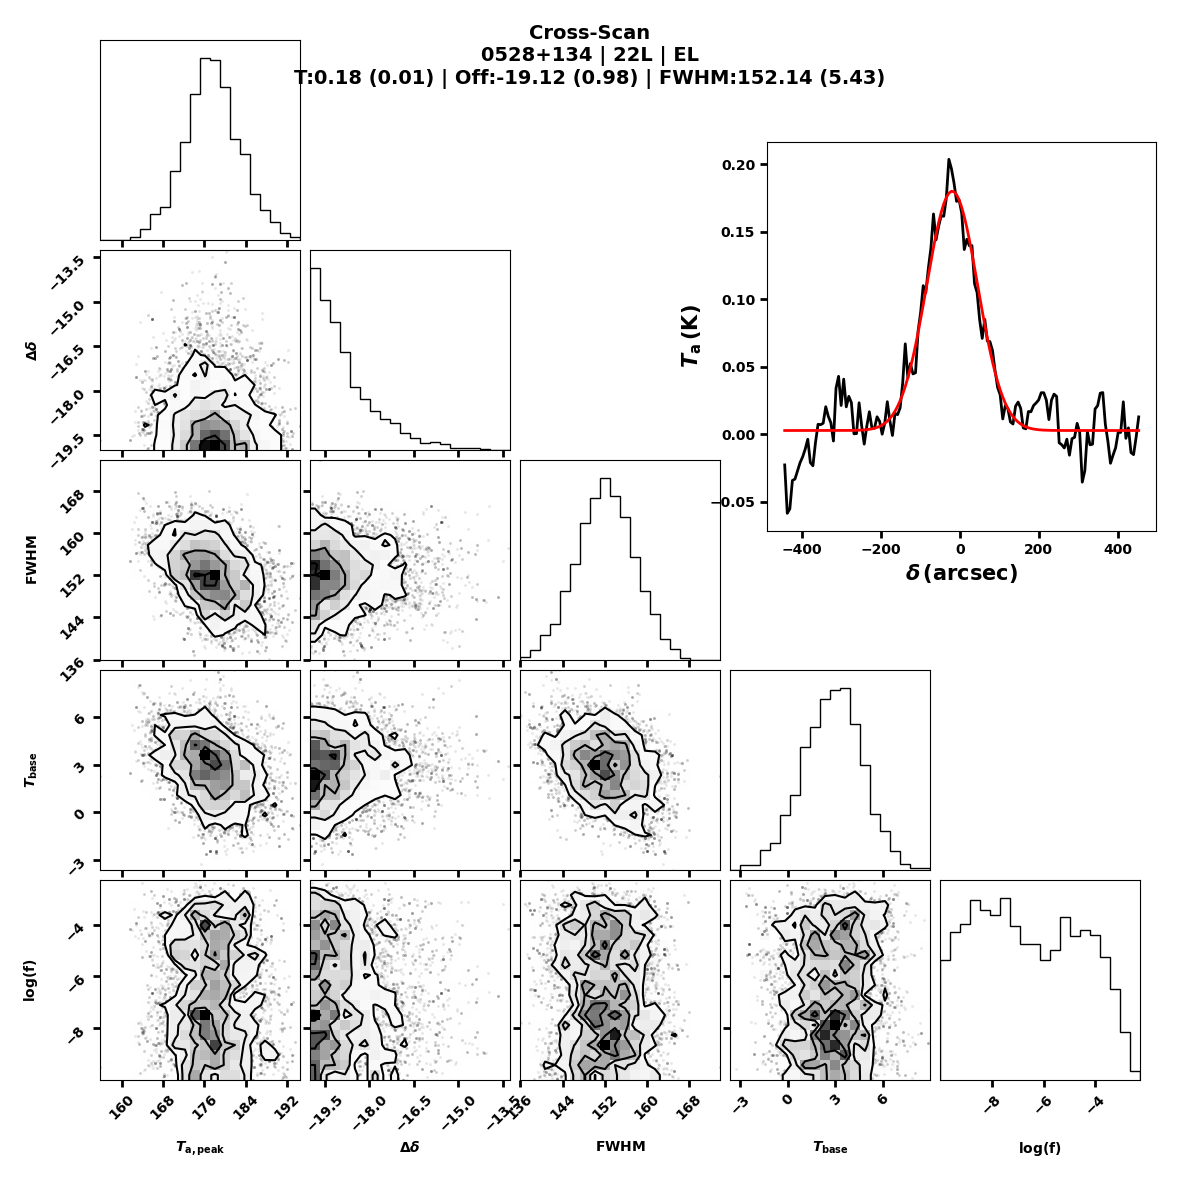 Cross-Scan
0528+134 | 22L | EL
T:0.18 (0.01) | Off:-19.12 (0.98) | FWHM:152.14 (5.43)
0.20
0.15
0.10
0.05
0.00
−0.05
Ta (K)
−400 −200 0 200 400
δ (arcsec)
−13.5
−15.0
−16.5
−18.0
−19.5
Δδ
168
160
152
144
136
FWHM
6
3
0
−3
Tbase
−4
−6
−8
log(f)
160 168 176 184 192
−19.5 −18.0 −16.5 −15.0 −13.5
136 144 152 160 168
−3 0 3 6
−8 −6 −4
Ta,peak Δδ FWHM Tbase log(f)